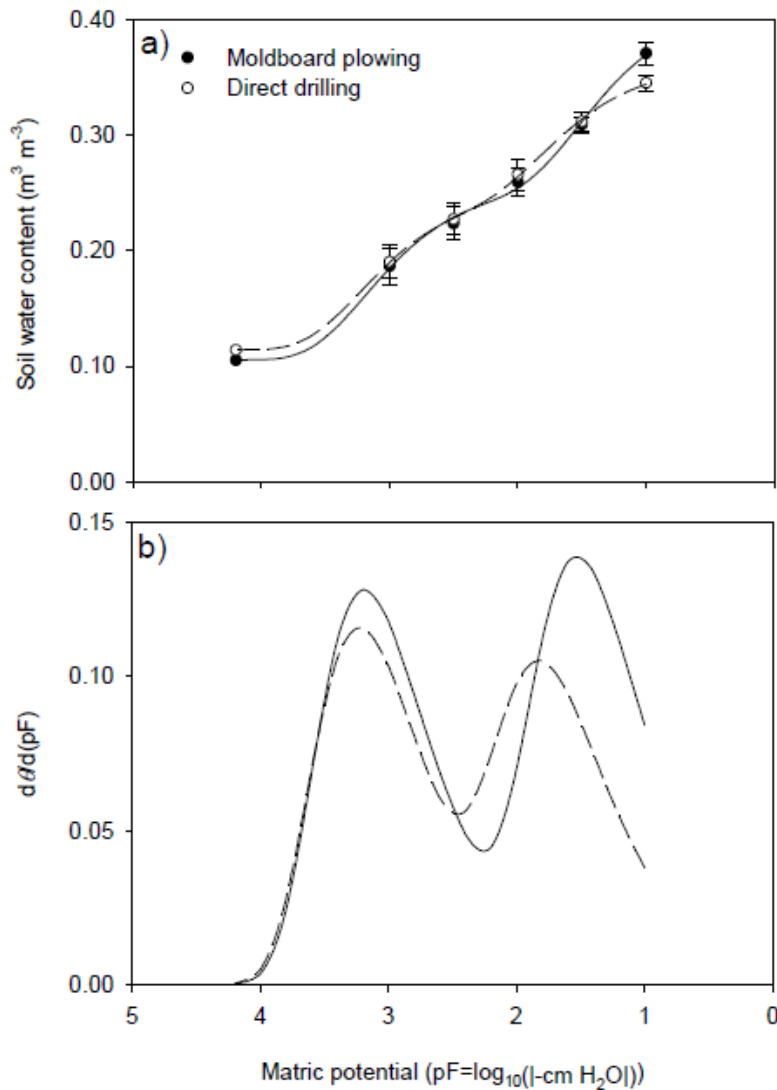 a)
Moldboard plowing
Direct drilling
Soil water content (m³ m⁻³)
0.40
0.30
0.20
0.10
0.00
b)
dθ/d(pF)
0.15
0.10
0.05
0.00
5 4 3 2 1 0
Matric potential (pF=log₁₀(|-cm H₂O|))